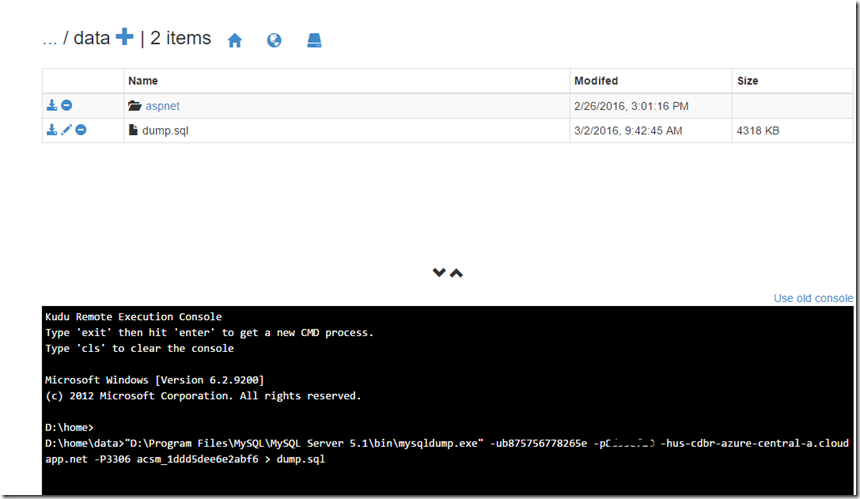 ... / data + | 2 items
Name Modifed Size
aspnet 2/26/2016, 3:01:16 PM
dump.sql 3/2/2016, 9:42:45 AM 4318 KB
Use old console
Kudu Remote Execution Console
Type 'exit' then hit 'enter' to get a new CMD process.
Type 'cls' to clear the console
Microsoft Windows [Version 6.2.9200]
(c) 2012 Microsoft Corporation. All rights reserved.
D:\home>
D:\home\data>"D:\Program Files\MySQL\MySQL Server 5.1\bin\mysqldump.exe" -ub875756778265e -hus-cdbr-azure-central-a.cloud
app.net -P3306 acsm_1ddd5dee6e2abf6 > dump.sql